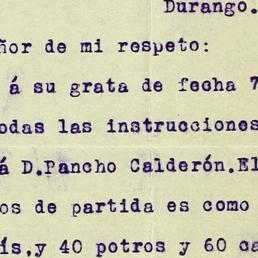 Durango.
ñor de mi respeto:
á su grata de fecha 7
odas las instrucciones
á D.Pancho Calderón.El
os de partida es como
ís,y 40 potros y 60 ca